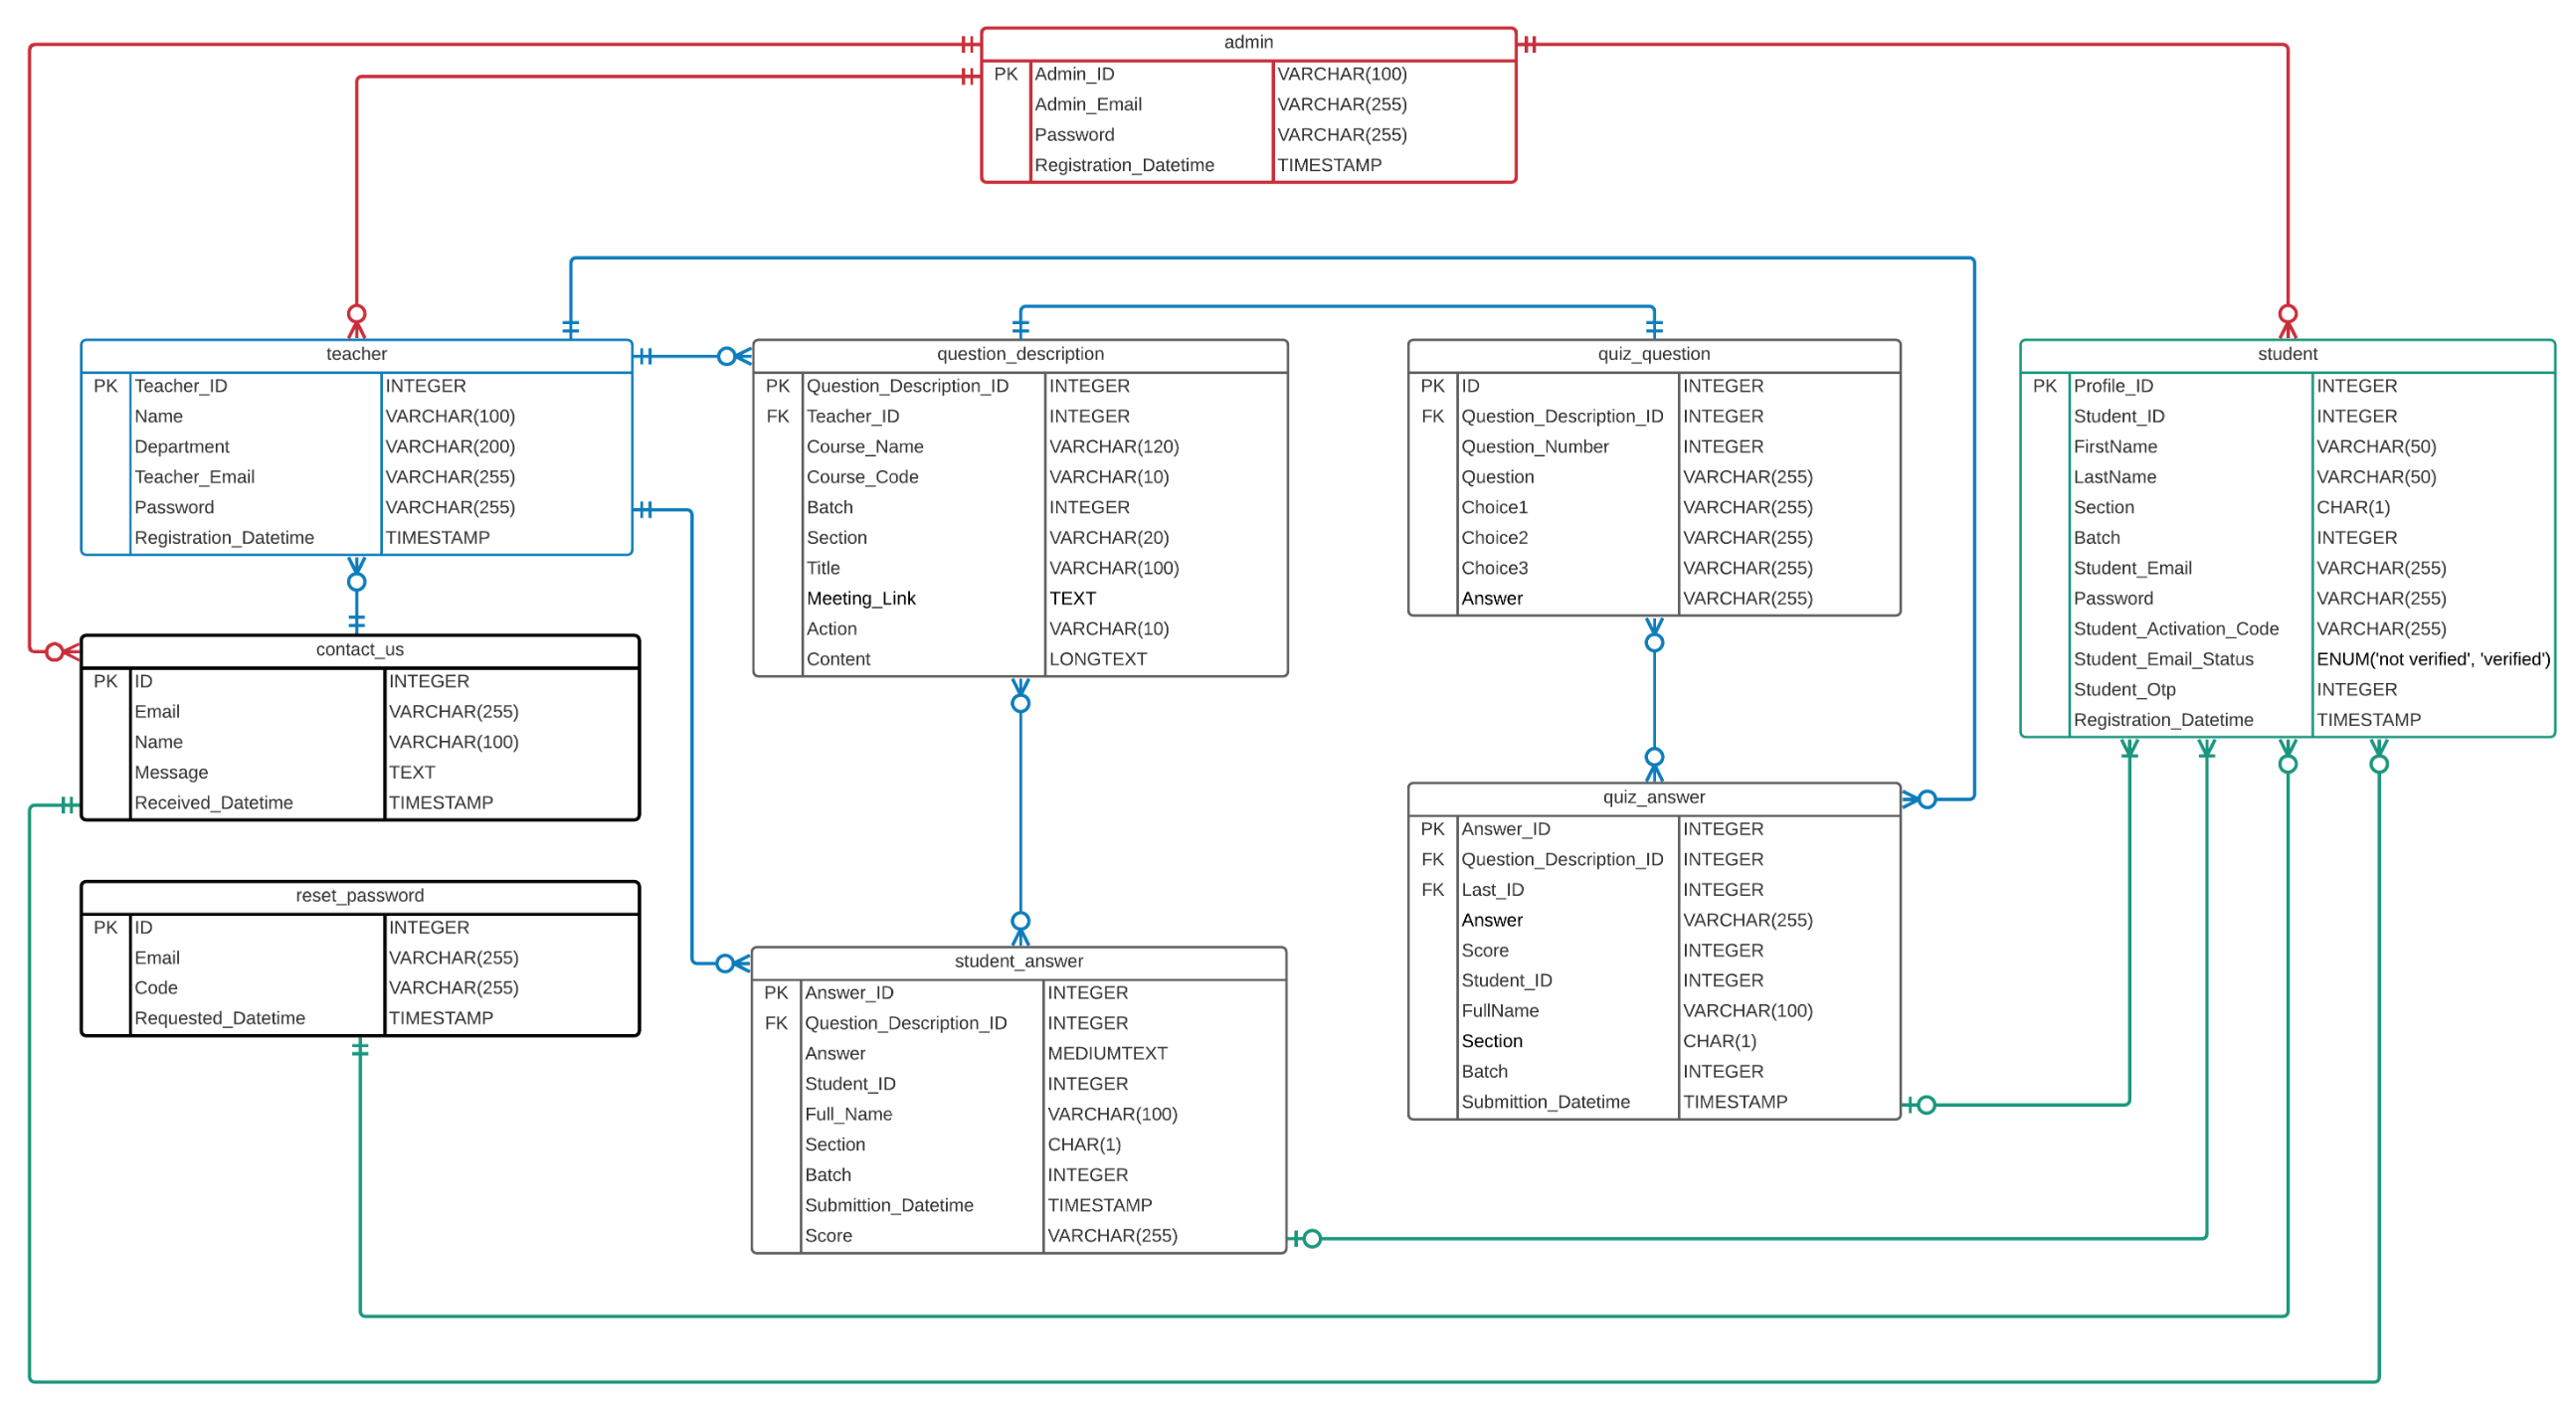 admin
PK Admin_ID VARCHAR(100)
Admin_Email VARCHAR(255)
Password VARCHAR(255)
Registration_Datetime TIMESTAMP
teacher
PK Teacher_ID INTEGER
Name VARCHAR(100)
Department VARCHAR(200)
Teacher_Email VARCHAR(255)
Password VARCHAR(255)
Registration_Datetime TIMESTAMP
question_description
PK Question_Description_ID INTEGER
FK Teacher_ID INTEGER
Course_Name VARCHAR(120)
Course_Code VARCHAR(10)
Batch INTEGER
Section VARCHAR(20)
Title VARCHAR(100)
Meeting_Link TEXT
Action VARCHAR(10)
Content LONGTEXT
quiz_question
PK ID INTEGER
FK Question_Description_ID INTEGER
Question_Number INTEGER
Question VARCHAR(255)
Choice1 VARCHAR(255)
Choice2 VARCHAR(255)
Choice3 VARCHAR(255)
Answer VARCHAR(255)
student
PK Profile_ID INTEGER
Student_ID INTEGER
FirstName VARCHAR(50)
LastName VARCHAR(50)
Section CHAR(1)
Batch INTEGER
Student_Email VARCHAR(255)
Password VARCHAR(255)
Student_Activation_Code VARCHAR(255)
Student_Email_Status ENUM('not verified', 'verified')
Student_Otp INTEGER
Registration_Datetime TIMESTAMP
contact_us
PK ID INTEGER
Email VARCHAR(255)
Name VARCHAR(100)
Message TEXT
Received_Datetime TIMESTAMP
reset_password
PK ID INTEGER
Email VARCHAR(255)
Code VARCHAR(255)
Requested_Datetime TIMESTAMP
student_answer
PK Answer_ID INTEGER
FK Question_Description_ID INTEGER
Answer MEDIUMTEXT
Student_ID INTEGER
Full_Name VARCHAR(100)
Section CHAR(1)
Batch INTEGER
Submittion_Datetime TIMESTAMP
Score VARCHAR(255)
quiz_answer
PK Answer_ID INTEGER
FK Question_Description_ID INTEGER
FK Last_ID INTEGER
Answer VARCHAR(255)
Score INTEGER
Student_ID INTEGER
FullName VARCHAR(100)
Section CHAR(1)
Batch INTEGER
Submittion_Datetime TIMESTAMP